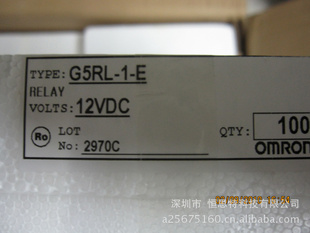 TYPE: G5RL-1-E
RELAY
VOLTS: 12VDC
Ro LOT
No: 2970C
QTY: 100
OMRON
深圳市 恒思特科技有限公司
a25675160.cn.alibaba.com